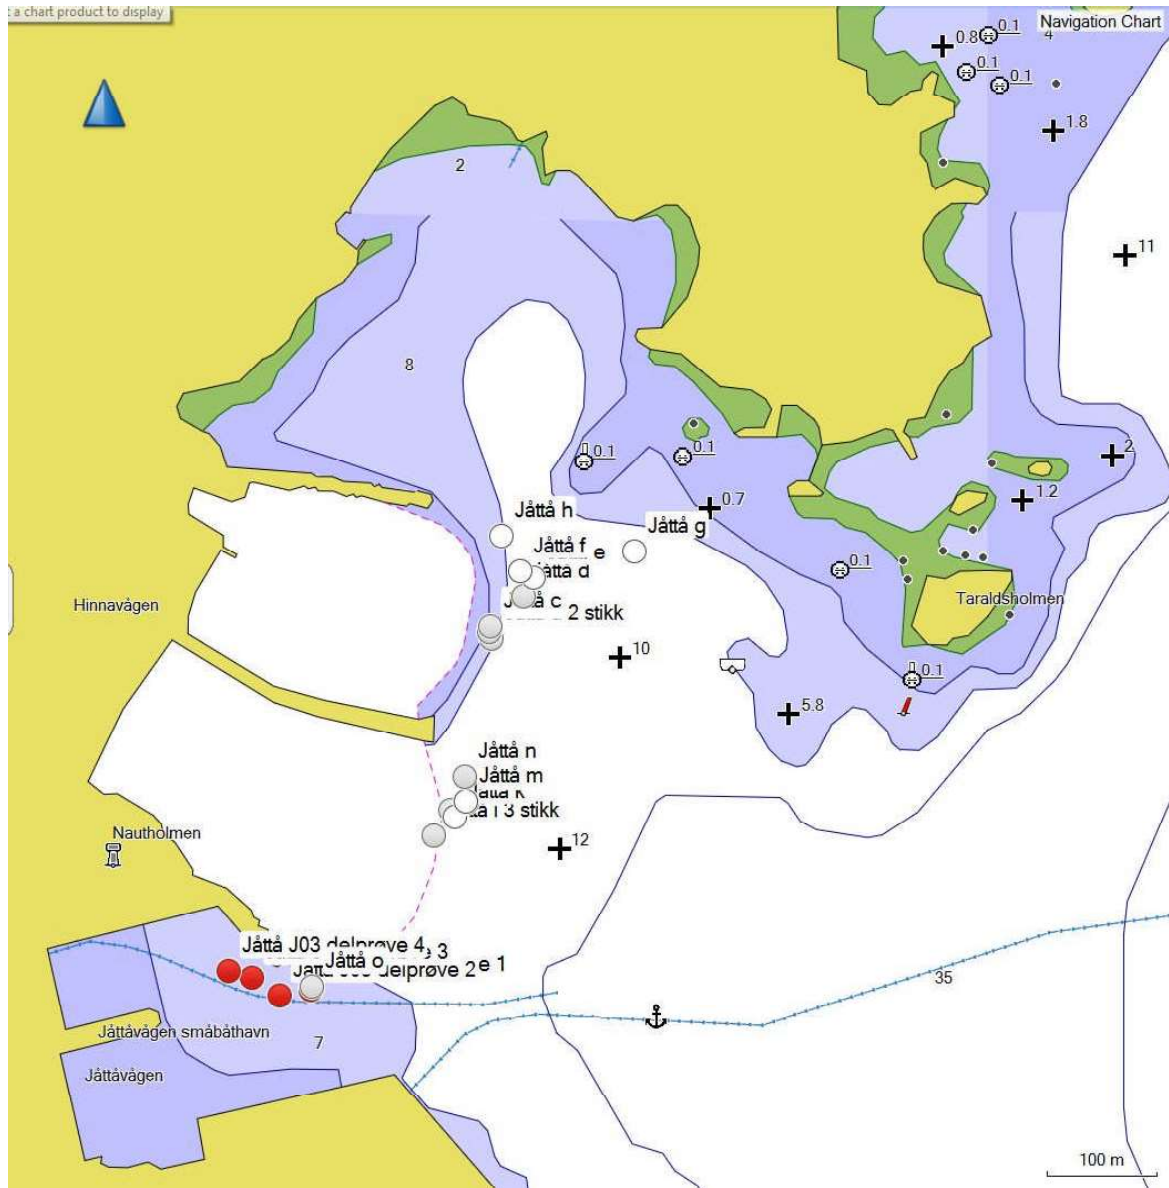 t a chart product to display
Navigation Chart
0.8
0.1
4
0.1
0.1
1.8
2
11
8
0.1
0.1
2
0.7
1.2
Jåttå h
Jåttå g
Jåttå f
e
Jåttå d
0.1
Hinnavågen
Taraldsholmen
c
2 stikk
10
0.1
5.8
Jåttå n
Jåttå m
3 stikk
Nautholmen
12
Jåttå J03 delprøve 4
e 3
Jåttå o
delprøve 2
e 1
35
Jåttåvågen småbåthavn
7
Jåttåvågen
100 m